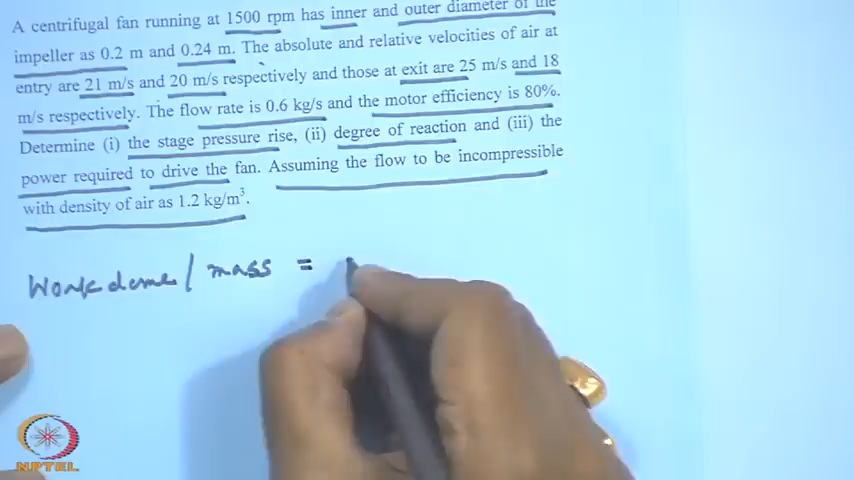 A centrifugal fan running at 1500 rpm has inner and outer diameter of the
impeller as 0.2 m and 0.24 m. The absolute and relative velocities of air at
entry are 21 m/s and 20 m/s respectively and those at exit are 25 m/s and 18
m/s respectively. The flow rate is 0.6 kg/s and the motor efficiency is 80%.
Determine (i) the stage pressure rise, (ii) degree of reaction and (iii) the
power required to drive the fan. Assuming the flow to be incompressible
with density of air as 1.2 kg/m³.
Workdone/mass =
NPTEL